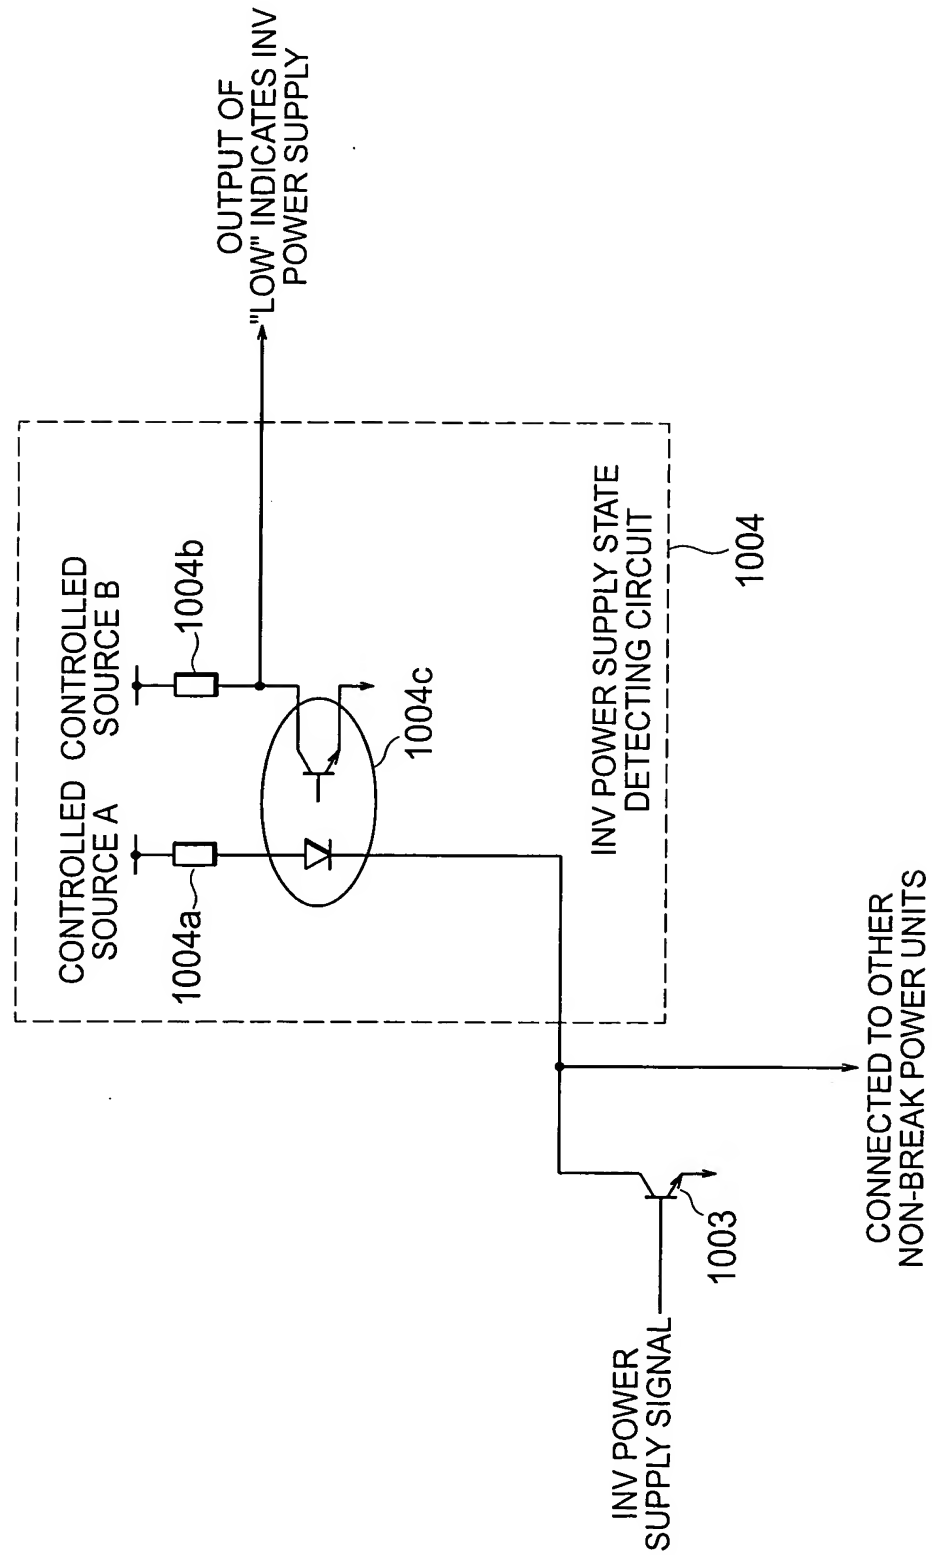 OUTPUT OF
"LOW" INDICATES INV
POWER SUPPLY
CONTROLLED
SOURCE A
CONTROLLED
SOURCE B
1004a
1004b
1004c
INV POWER SUPPLY STATE
DETECTING CIRCUIT
1004
INV POWER
SUPPLY SIGNAL
1003
CONNECTED TO OTHER
NON-BREAK POWER UNITS